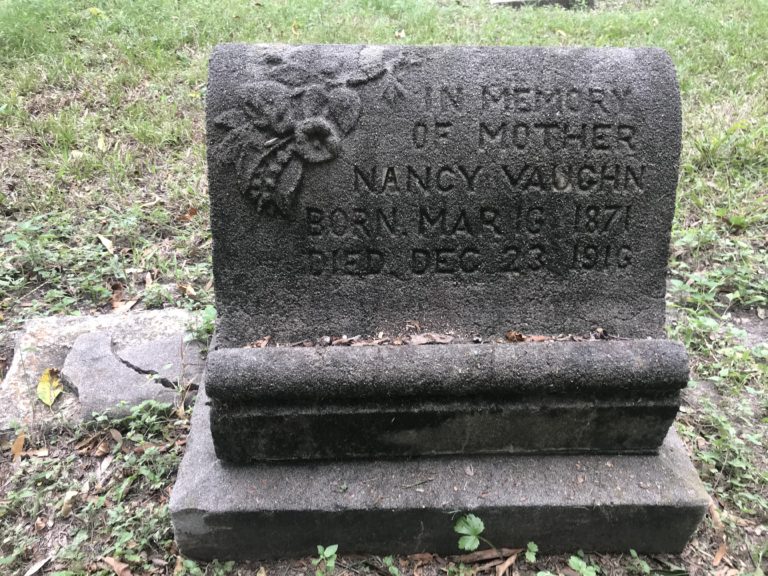 IN MEMORY
OF MOTHER
NANCY VAUGHN
BORN. MAR 16 1871
DIED. DEC 23 1916